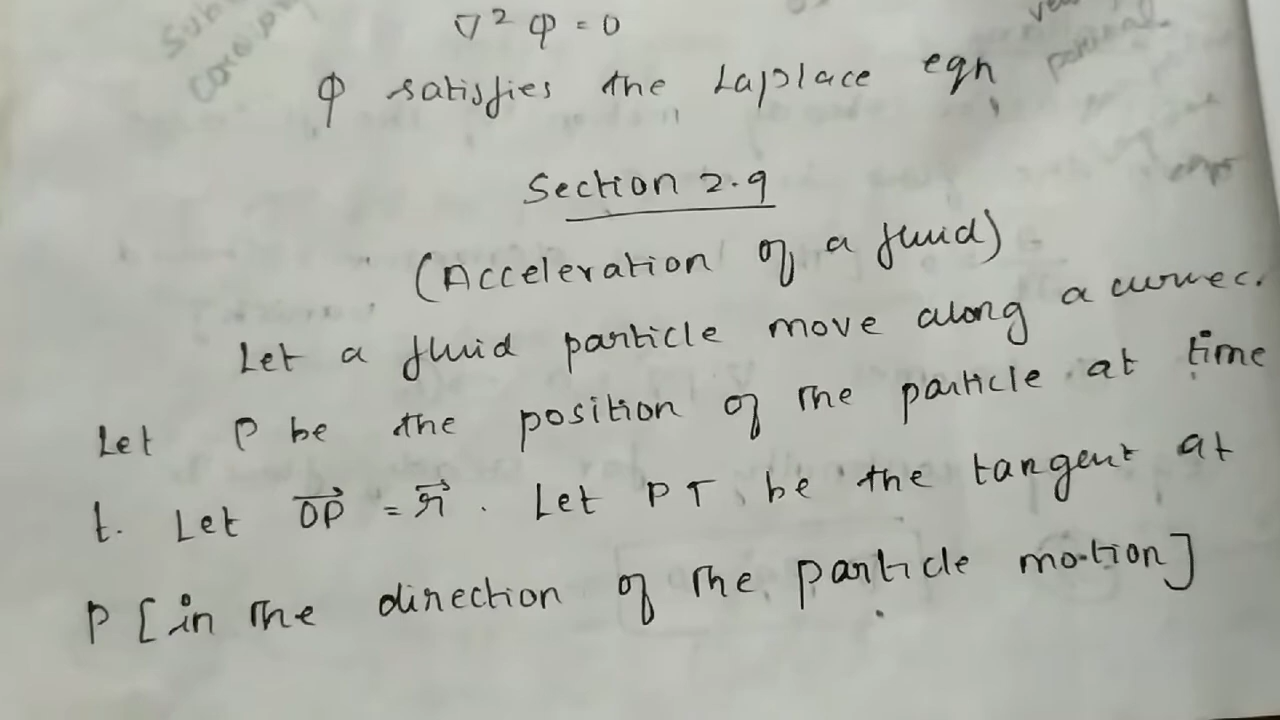 ∇² φ = 0
φ satisfies the Laplace eqn
Section 2.9
(Acceleration of a fluid)
Let a fluid particle move along a curve c.
Let P be the position of the particle at time
t. Let OP⃗ = r⃗ . Let PT be the tangent at
P [in the direction of the particle motion]